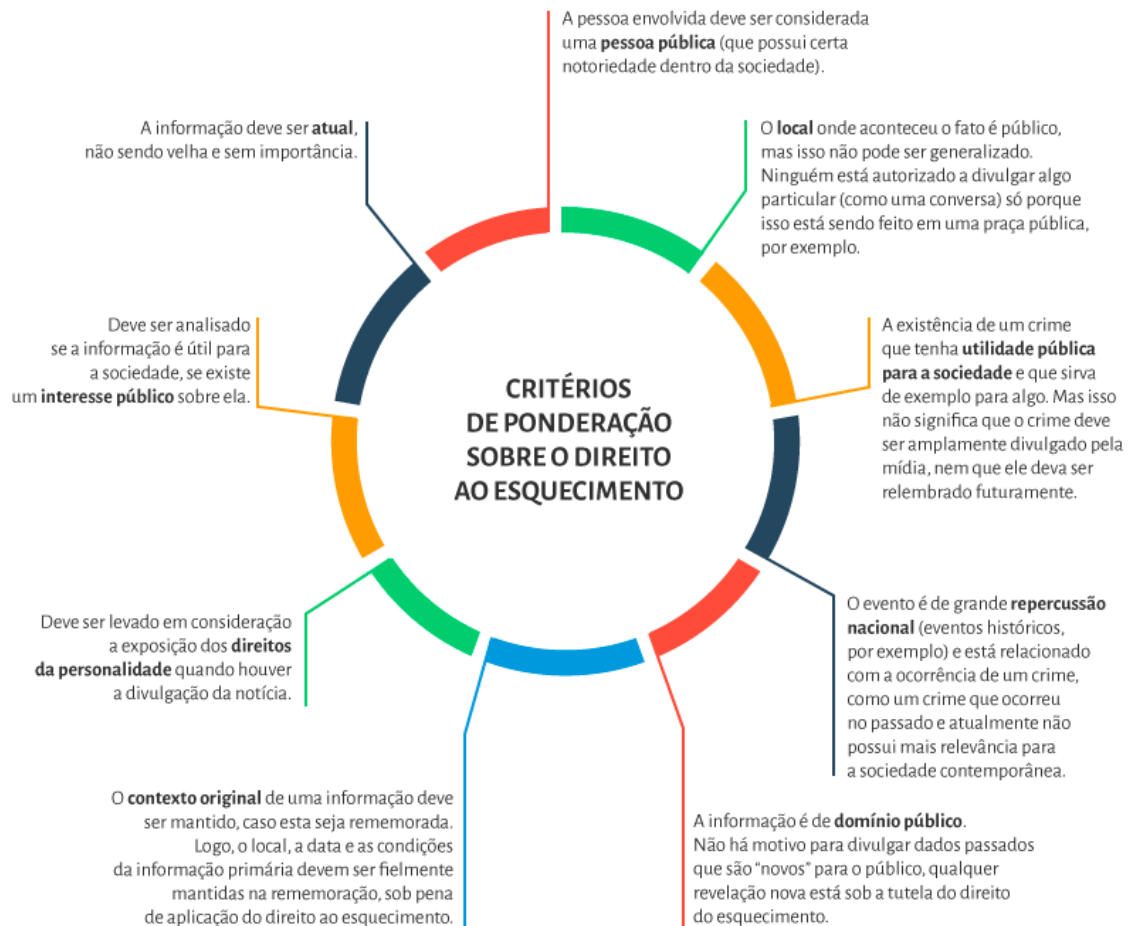 A pessoa envolvida deve ser considerada
uma pessoa pública (que possui certa
notoriedade dentro da sociedade).
O local onde aconteceu o fato é público,
mas isso não pode ser generalizado.
Ninguém está autorizado a divulgar algo
particular (como uma conversa) só porque
isso está sendo feito em uma praça pública,
por exemplo.
A existência de um crime
que tenha utilidade pública
para a sociedade e que sirva
de exemplo para algo. Mas isso
não significa que o crime deve
ser amplamente divulgado pela
mídia, nem que ele deva ser
relembrado futuramente.
O evento é de grande repercussão
nacional (eventos históricos,
por exemplo) e está relacionado
com a ocorrência de um crime,
como um crime que ocorreu
no passado e atualmente não
possui mais relevância para
a sociedade contemporânea.
A informação é de domínio público.
Não há motivo para divulgar dados passados
que são “novos” para o público, qualquer
revelação nova está sob a tutela do direito
do esquecimento.
O contexto original de uma informação deve
ser mantido, caso esta seja rememorada.
Logo, o local, a data e as condições
da informação primária devem ser fielmente
mantidas na rememoração, sob pena
de aplicação do direito ao esquecimento.
Deve ser levado em consideração
a exposição dos direitos
da personalidade quando houver
a divulgação da notícia.
Deve ser analisado
se a informação é útil para
a sociedade, se existe
um interesse público sobre ela.
A informação deve ser atual,
não sendo velha e sem importância.
CRITÉRIOS
DE PONDERAÇÃO
SOBRE O DIREITO
AO ESQUECIMENTO